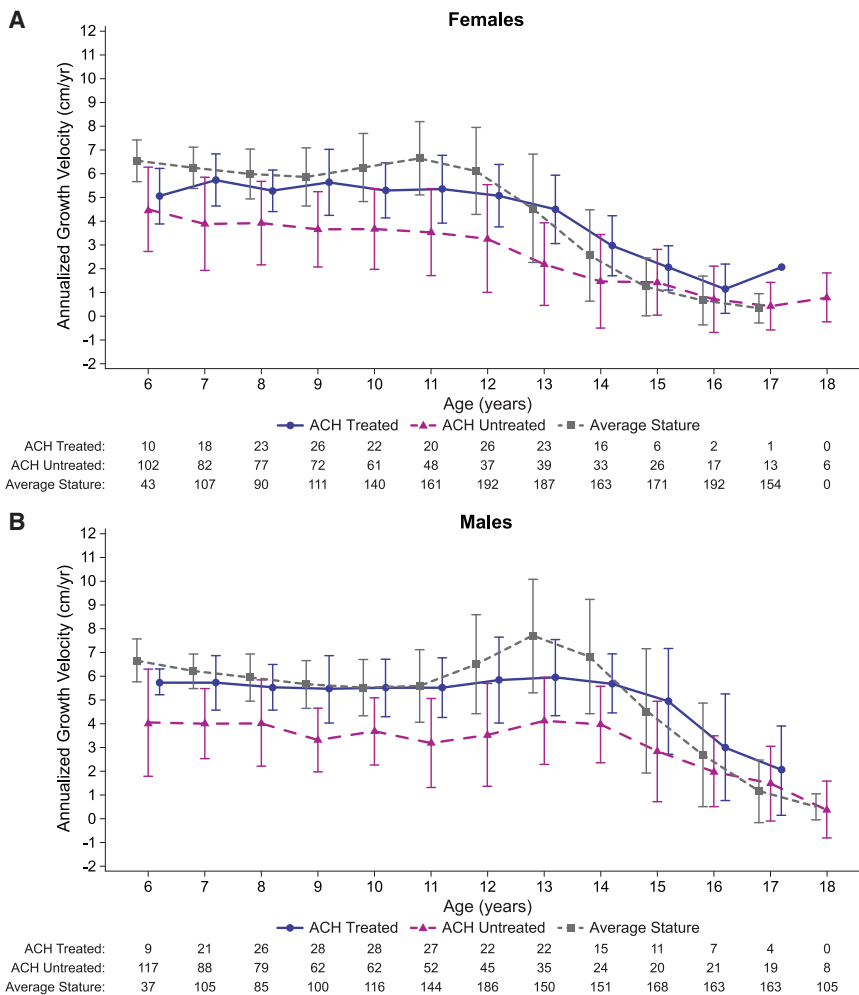 A
Females
Annualized Growth Velocity (cm/yr)
12
11
10
9
8
7
6
5
4
3
2
1
0
-1
-2
6 7 8 9 10 11 12 13 14 15 16 17 18
Age (years)
ACH Treated ACH Untreated Average Stature
ACH Treated: 10 18 23 26 22 20 26 23 16 6 2 1 0
ACH Untreated: 102 82 77 72 61 48 37 39 33 26 17 13 6
Average Stature: 43 107 90 111 140 161 192 187 163 171 192 154 0
B
Males
Annualized Growth Velocity (cm/yr)
12
11
10
9
8
7
6
5
4
3
2
1
0
-1
-2
6 7 8 9 10 11 12 13 14 15 16 17 18
Age (years)
ACH Treated ACH Untreated Average Stature
ACH Treated: 9 21 26 28 28 27 22 22 15 11 7 4 0
ACH Untreated: 117 88 79 62 62 52 45 35 24 20 21 19 8
Average Stature: 37 105 85 100 116 144 186 150 151 168 163 163 105